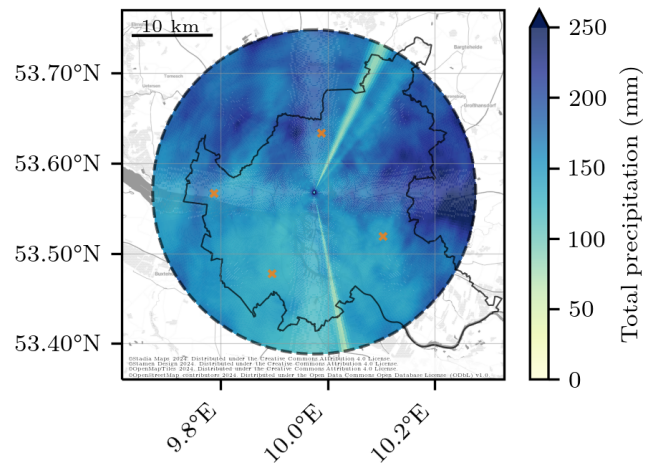 10 km
53.70°N
53.60°N
53.50°N
53.40°N
9.8°E
10.0°E
10.2°E
250
200
150
100
50
0
Total precipitation (mm)
©Stadia Maps 2024. Distributed under the Creative Commons Attribution 4.0 License.
©Stamen Design 2024. Distributed under the Creative Commons Attribution 4.0 License.
©OpenMapTiles 2024. Distributed under the Creative Commons Attribution 4.0 License.
©OpenStreetMap contributors 2024. Distributed under the Open Data Commons Open Database License (ODbL) v1.0